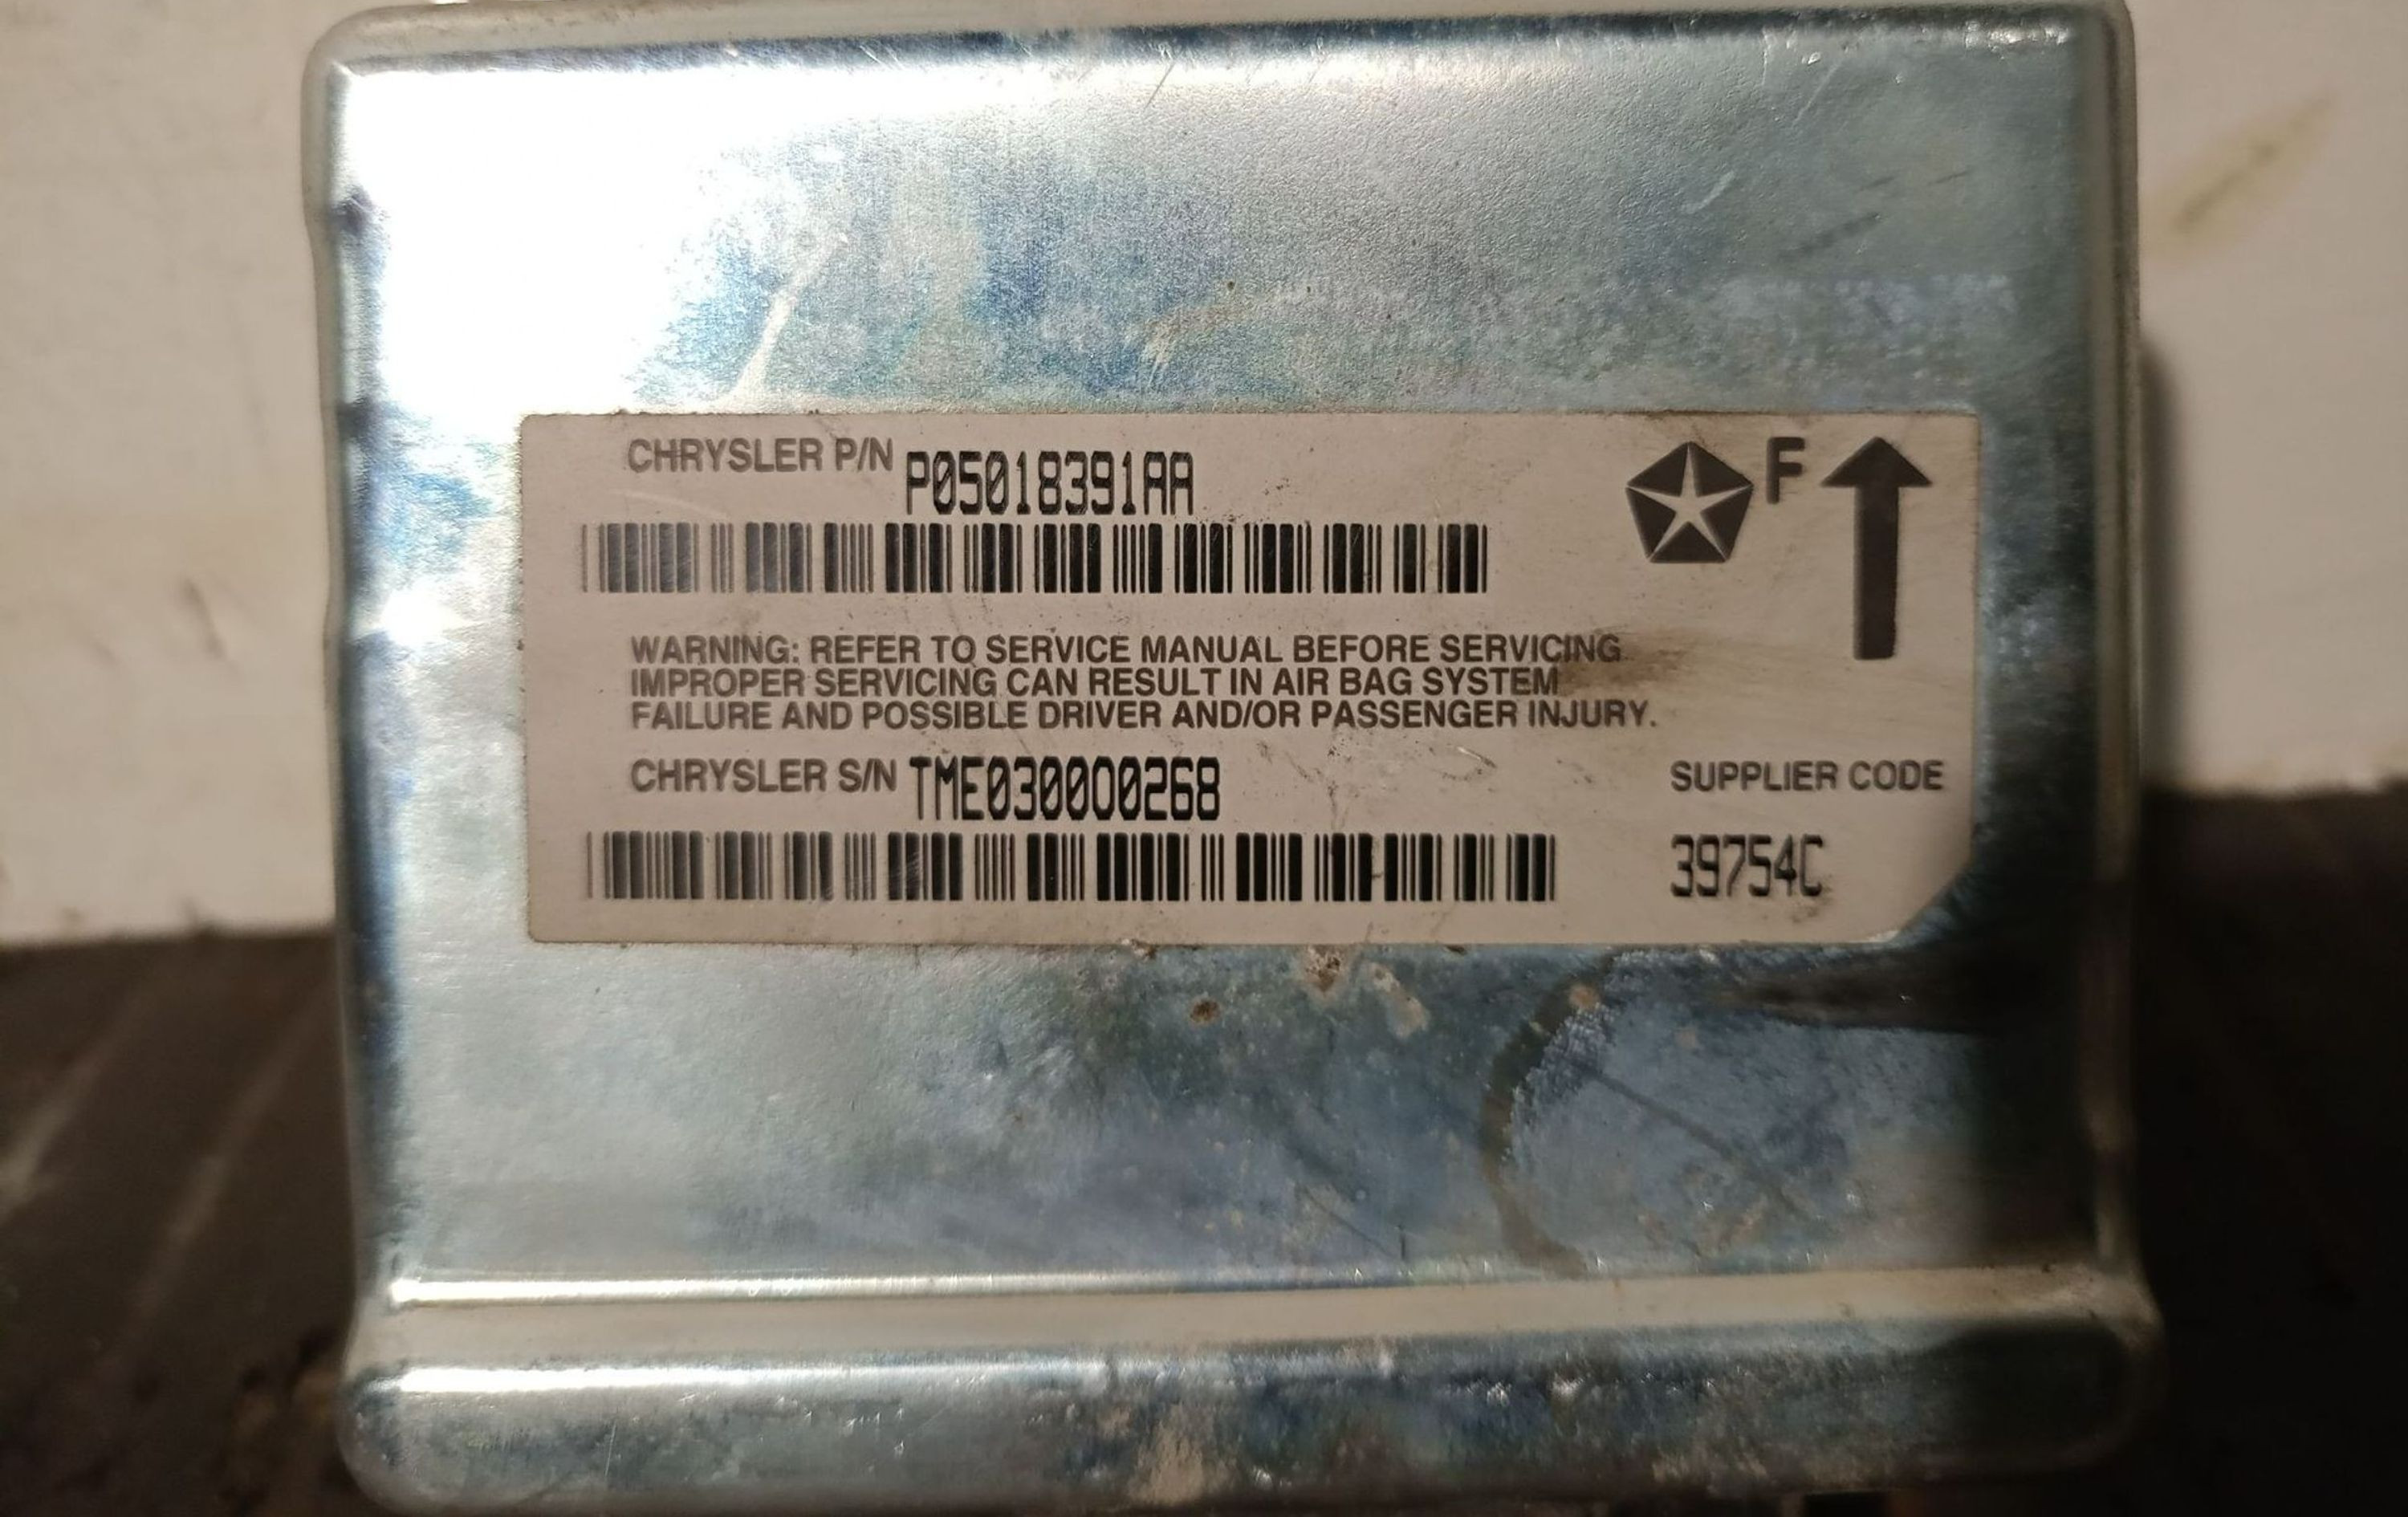 CHRYSLER P/N P05018391AA
F
WARNING: REFER TO SERVICE MANUAL BEFORE SERVICING
IMPROPER SERVICING CAN RESULT IN AIR BAG SYSTEM
FAILURE AND POSSIBLE DRIVER AND/OR PASSENGER INJURY.
CHRYSLER S/N TME0300O0268
SUPPLIER CODE
39754C